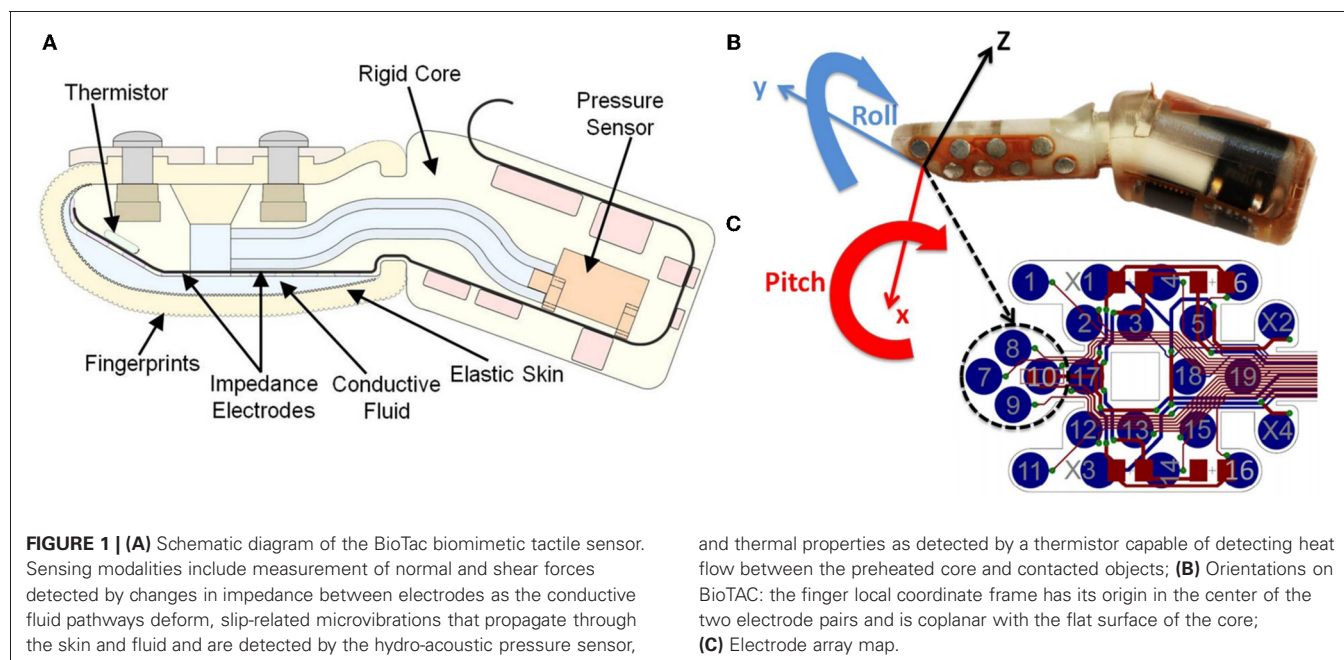 A
Thermistor
Rigid Core
Pressure
Sensor
Fingerprints
Impedance
Electrodes
Conductive
Fluid
Elastic Skin
B
Z
y
Roll
C
Pitch
x
1
X1
4
6
2
3
5
X2
8
7
10
17
18
19
9
12
13
15
X4
11
X3
14
16
FIGURE 1 | (A) Schematic diagram of the BioTac biomimetic tactile sensor.
Sensing modalities include measurement of normal and shear forces
detected by changes in impedance between electrodes as the conductive
fluid pathways deform, slip-related microvibrations that propagate through
the skin and fluid and are detected by the hydro-acoustic pressure sensor,
and thermal properties as detected by a thermistor capable of detecting heat
flow between the preheated core and contacted objects; (B) Orientations on
BioTAC: the finger local coordinate frame has its origin in the center of the
two electrode pairs and is coplanar with the flat surface of the core;
(C) Electrode array map.